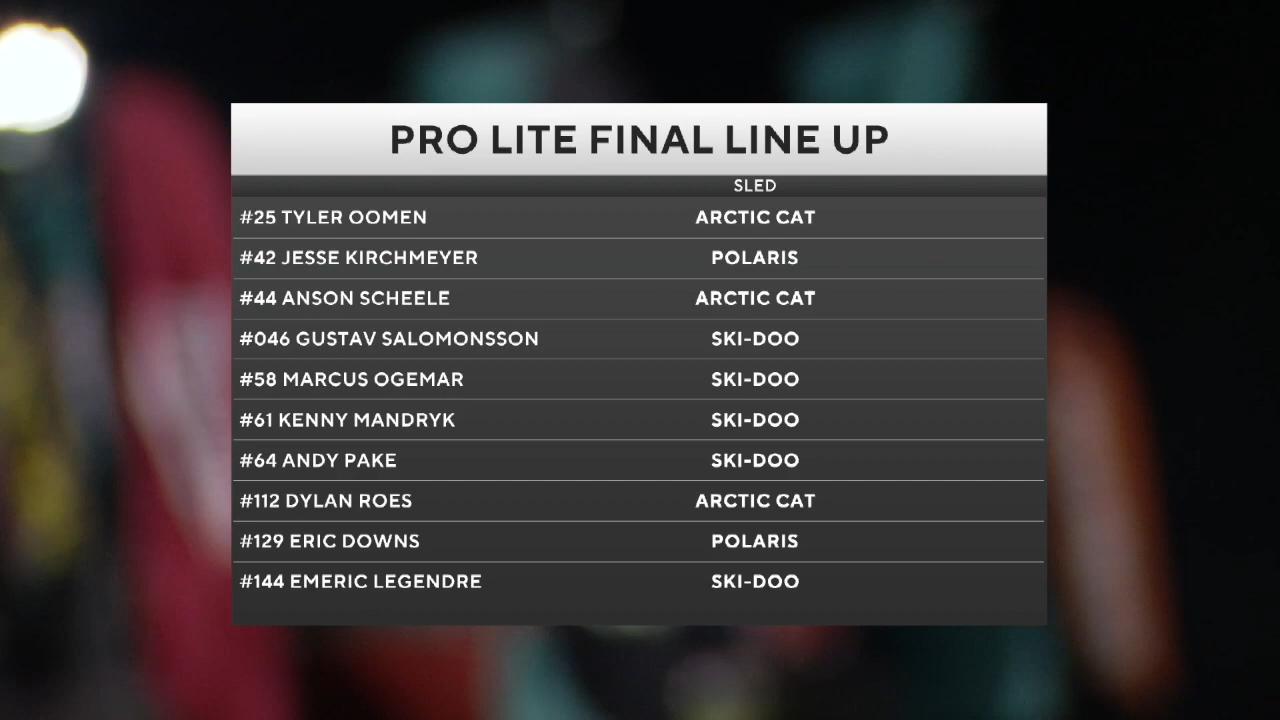 PRO LITE FINAL LINE UP
SLED
#25 TYLER OOMEN ARCTIC CAT
#42 JESSE KIRCHMEYER POLARIS
#44 ANSON SCHEELE ARCTIC CAT
#046 GUSTAV SALOMONSSON SKI-DOO
#58 MARCUS OGEMAR SKI-DOO
#61 KENNY MANDRYK SKI-DOO
#64 ANDY PAKE SKI-DOO
#112 DYLAN ROES ARCTIC CAT
#129 ERIC DOWNS POLARIS
#144 EMERIC LEGENDRE SKI-DOO